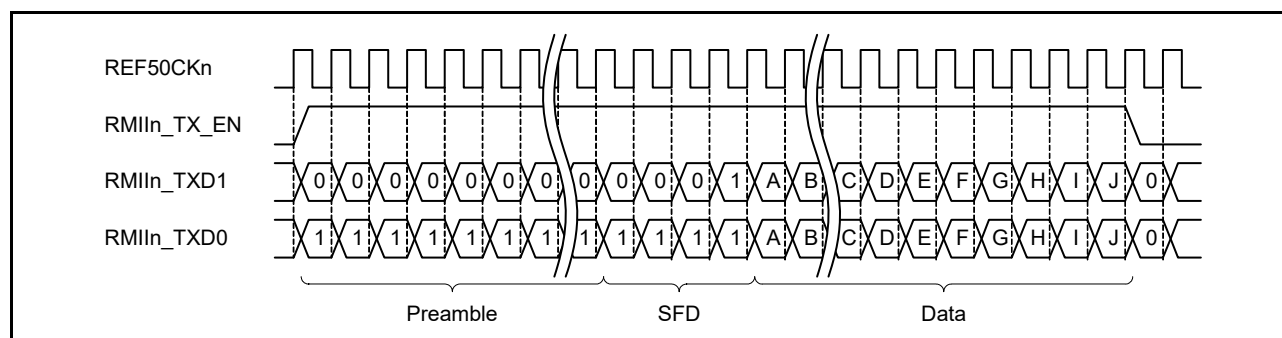 REF50CKn
RMIIn_TX_EN
RMIIn_TXD1 0 0 0 0 0 0 0 0 0 0 0 1 A B C D E F G H I J 0
RMIIn_TXD0 1 1 1 1 1 1 1 1 1 1 1 1 A B C D E F G H I J 0
Preamble SFD Data